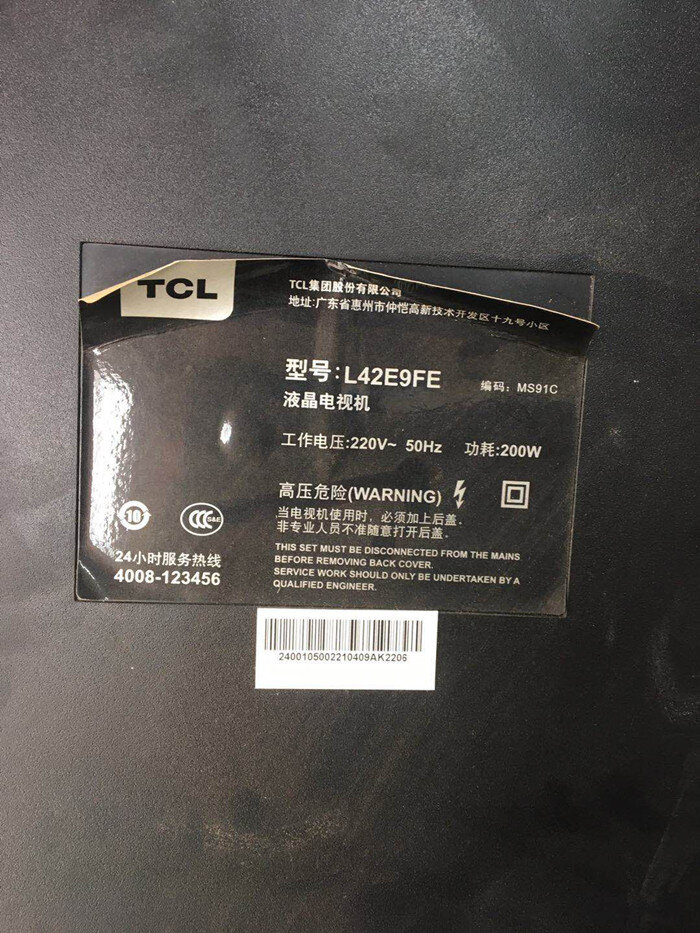 TCL
TCL集团股份有限公司
地址:广东省惠州市仲恺高新技术开发区十九号小区
型号:L42E9FE
编码: MS91C
液晶电视机
工作电压:220V~ 50Hz 功耗:200W
高压危险(WARNING)
当电视机使用时，必须加上后盖。
非专业人员不准随意打开后盖。
THIS SET MUST BE DISCONNECTED FROM THE MAINS
BEFORE REMOVING BACK COVER.
SERVICE WORK SHOULD ONLY BE UNDERTAKEN BY A
QUALIFIED ENGINEER.
10
CCC S&E
24小时服务热线
4008-123456
2400105002210409AK2206